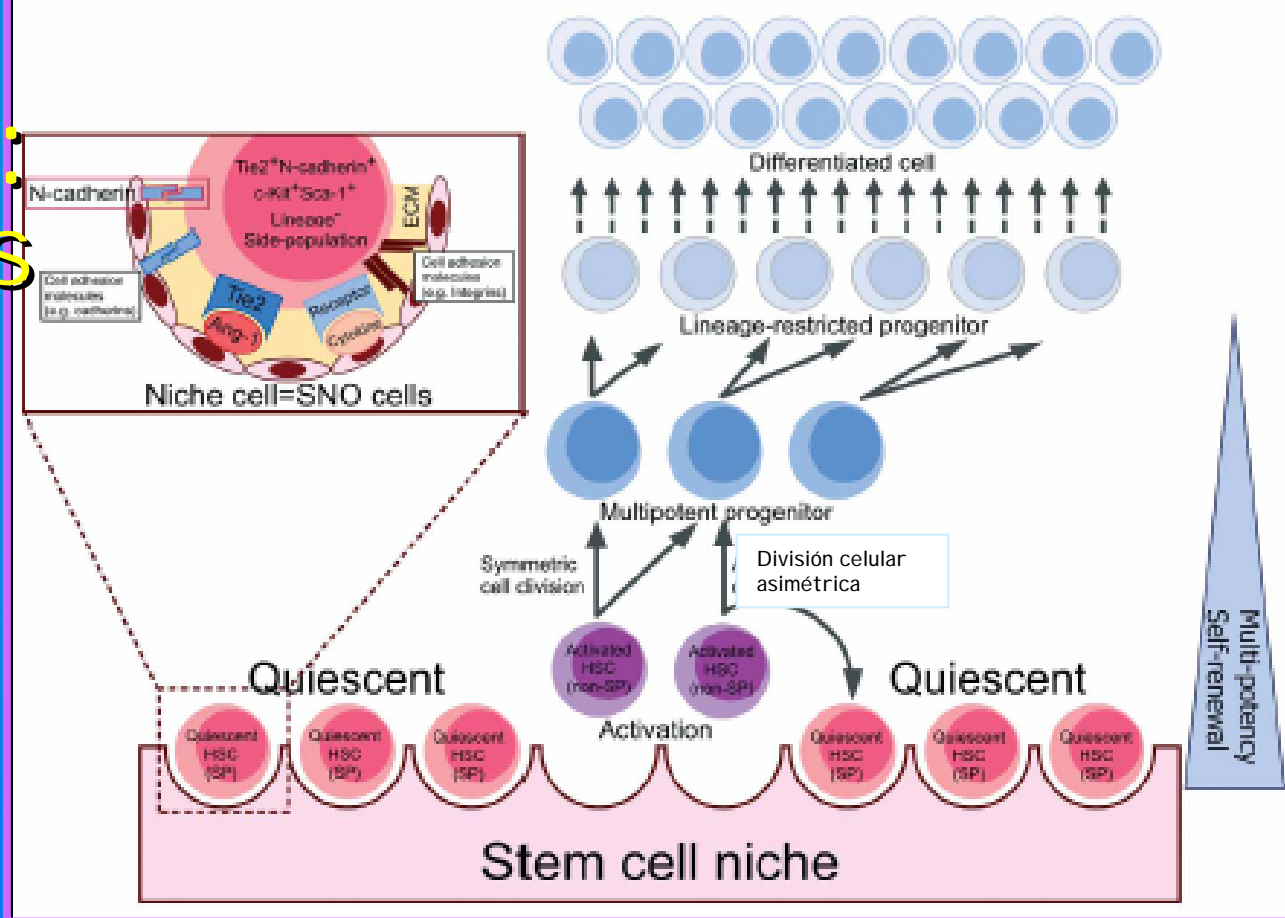 Differentiated cell
Tie2⁺N-cadherin⁺
c-Kit⁺Sca-1⁺
Lineage⁻
Side-population
N-cadherin
ECM
S
Cell adhesion
molecules
(e.g. cadherins)
Cell adhesion
molecules
(e.g. Integrins)
Tie2
Ang-1
Receptor
Cytokine
Niche cell=SNO cells
Lineage-restricted progenitor
Multipotent progenitor
Symmetric
cell division
División celular
asimétrica
Activated
HSC
(non-SP)
Activated
HSC
(non-SP)
Activation
Quiescent
Quiescent
Quiescent
HSC
(SP)
Quiescent
HSC
(SP)
Quiescent
HSC
(SP)
Quiescent
HSC
(SP)
Quiescent
HSC
(SP)
Quiescent
HSC
(SP)
Multi-potency
Self-renewal
Stem cell niche